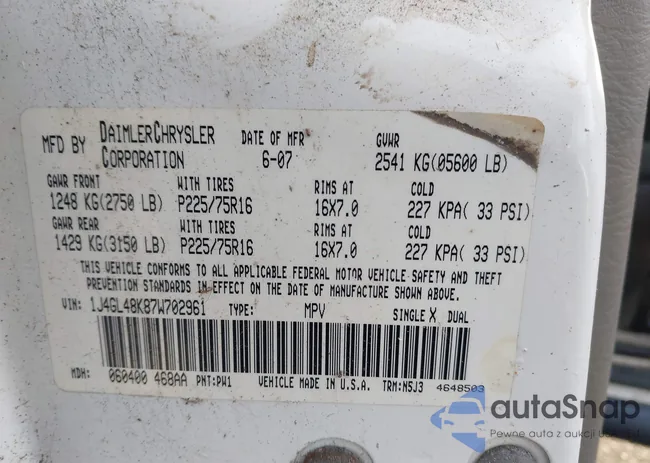 MFD BY DAIMLERCHRYSLER CORPORATION DATE OF MFR 6-07 GVWR 2541 KG(05600 LB)
GAWR FRONT WITH TIRES RIMS AT COLD
1248 KG(2750 LB) P225/75R16 16X7.0 227 KPA( 33 PSI)
GAWR REAR WITH TIRES RIMS AT COLD
1429 KG(3150 LB) P225/75R16 16X7.0 227 KPA( 33 PSI)
THIS VEHICLE CONFORMS TO ALL APPLICABLE FEDERAL MOTOR VEHICLE SAFETY AND THEFT
PREVENTION STANDARDS IN EFFECT ON THE DATE OF MANUFACTURE SHOWN ABOVE.
VIN: 1J4GL48K87W702961 TYPE: MPV SINGLE X DUAL
MDH: 060400 468AA PNT:PW1 VEHICLE MADE IN U.S.A. TRM:N5J3 4648503
autaSnap
Pewne auta z aukcji u